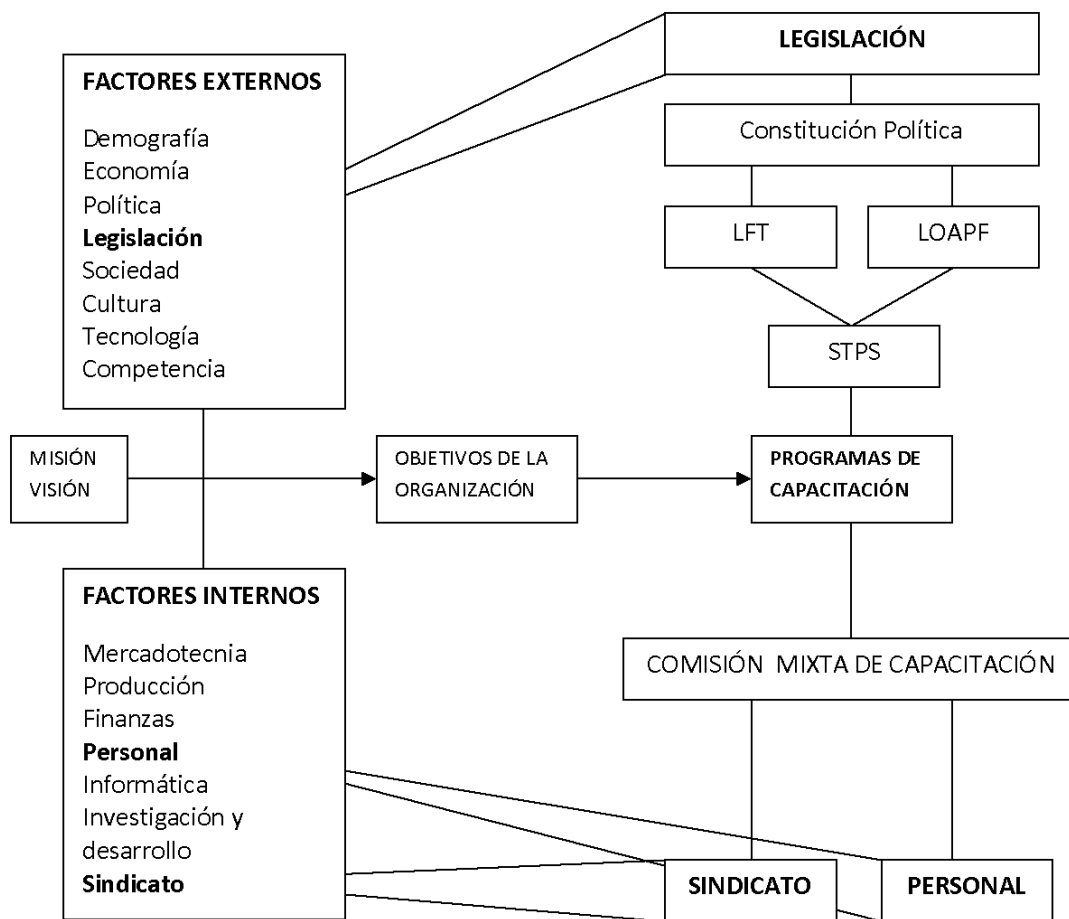 LEGISLACIÓN
FACTORES EXTERNOS
Demografía
Economía
Política
Legislación
Sociedad
Cultura
Tecnología
Competencia
Constitución Política
LFT
LOAPF
STPS
MISIÓN
VISIÓN
OBJETIVOS DE LA
ORGANIZACIÓN
PROGRAMAS DE
CAPACITACIÓN
FACTORES INTERNOS
Mercadotecnia
Producción
Finanzas
Personal
Informática
Investigación y
desarrollo
Sindicato
COMISIÓN MIXTA DE CAPACITACIÓN
SINDICATO
PERSONAL